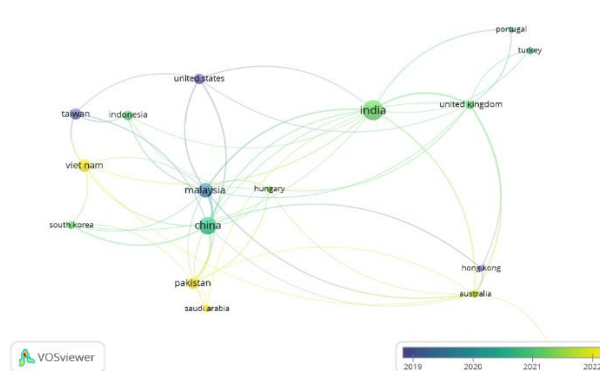 portugal
turkey
united states
india
united kingdom
taiwan
indonesia
viet nam
malaysia
hungary
china
south korea
hong kong
pakistan
australia
saudi arabia
VOSviewer
2019 2020 2021 2022